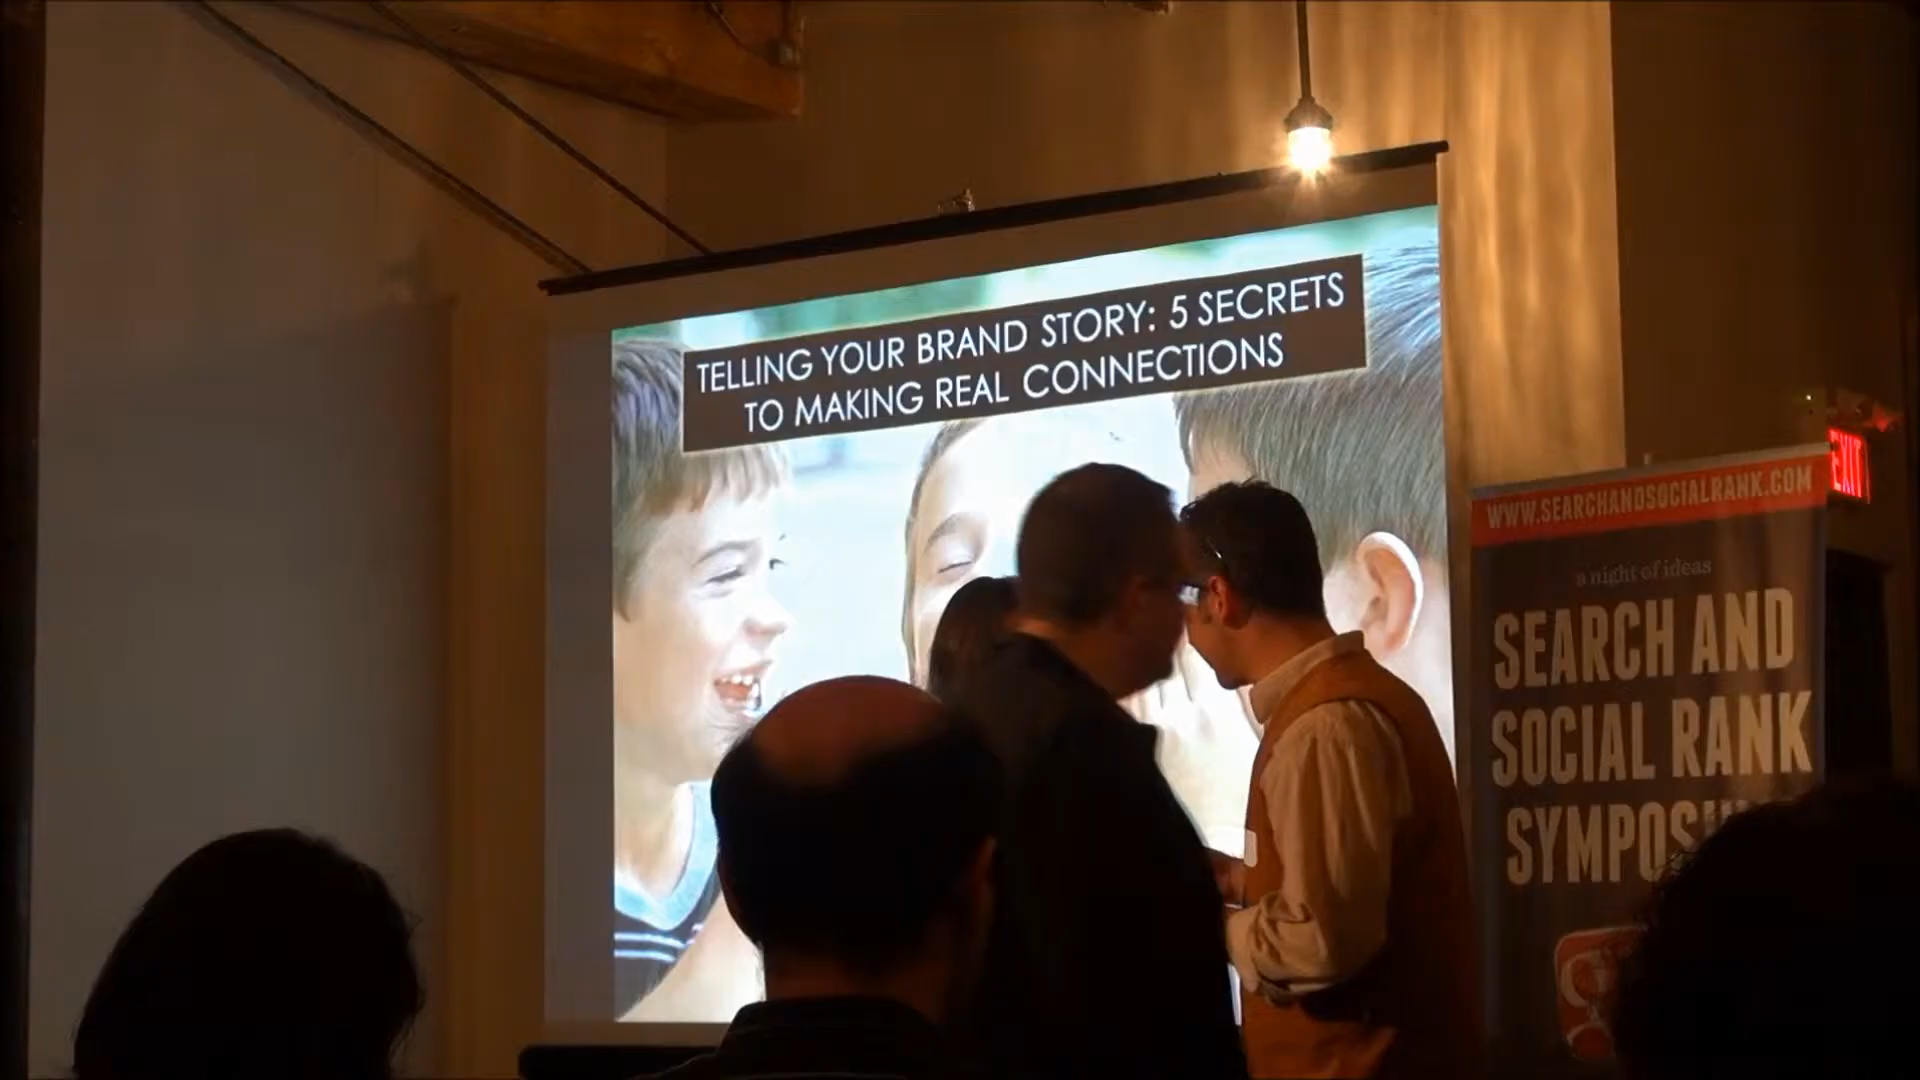 TELLING YOUR BRAND STORY: 5 SECRETS
TO MAKING REAL CONNECTIONS
EXIT
WWW.SEARCHANDSOCIALRANK.COM
a night of ideas
SEARCH AND
SOCIAL RANK